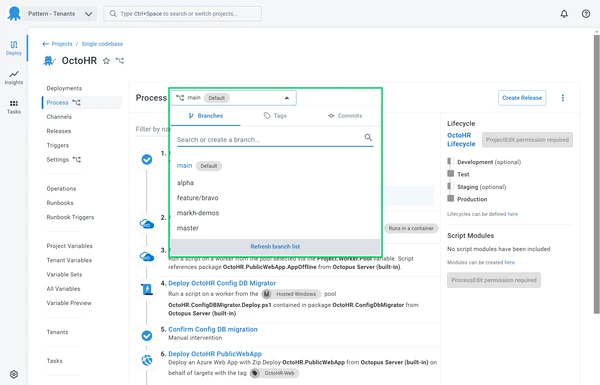 Pattern - Tenants
Type Ctrl+Space to search or switch projects...
Deploy
Insights
Tasks
Projects / Single codebase
OctoHR
Deployments
Process
Channels
Releases
Triggers
Settings
Operations
Runbooks
Runbook Triggers
Project Variables
Tenant Variables
Variable Sets
All Variables
Variable Preview
Tenants
Tasks
Process
main Default
Create Release
Branches
Tags
Commits
Filter by
Search or create a branch...
main Default
alpha
feature/bravo
markh-demos
master
Refresh branch list
1.
2.
Runs in a container
3.
Run a script on a worker from the pool selected via the Project.Worker.Pool variable. Script
references package OctoHR.PublicWebApp.AppOffline from Octopus Server (built-in)
4. Deploy OctoHR Config DB Migrator
Run a script on a worker from the Hosted Windows pool
OctoHR.ConfigDBMigrator.Deploy.ps1 contained in package OctoHR.ConfigDbMigrator from
Octopus Server (built-in)
5. Confirm Config DB migration
Manual intervention
6. Deploy OctoHR PublicWebApp
Deploy an Azure Web App with Zip Deploy OctoHR.PublicWebApp from Octopus Server (built-in) on
behalf of targets with the tag OctoHR-Web
Lifecycle
OctoHR
Lifecycle
ProjectEdit permission required
Development (optional)
Test
Staging (optional)
Production
Lifecycles can be defined here
Script Modules
No script modules have been included
Modules can be created here
ProcessEdit permission required